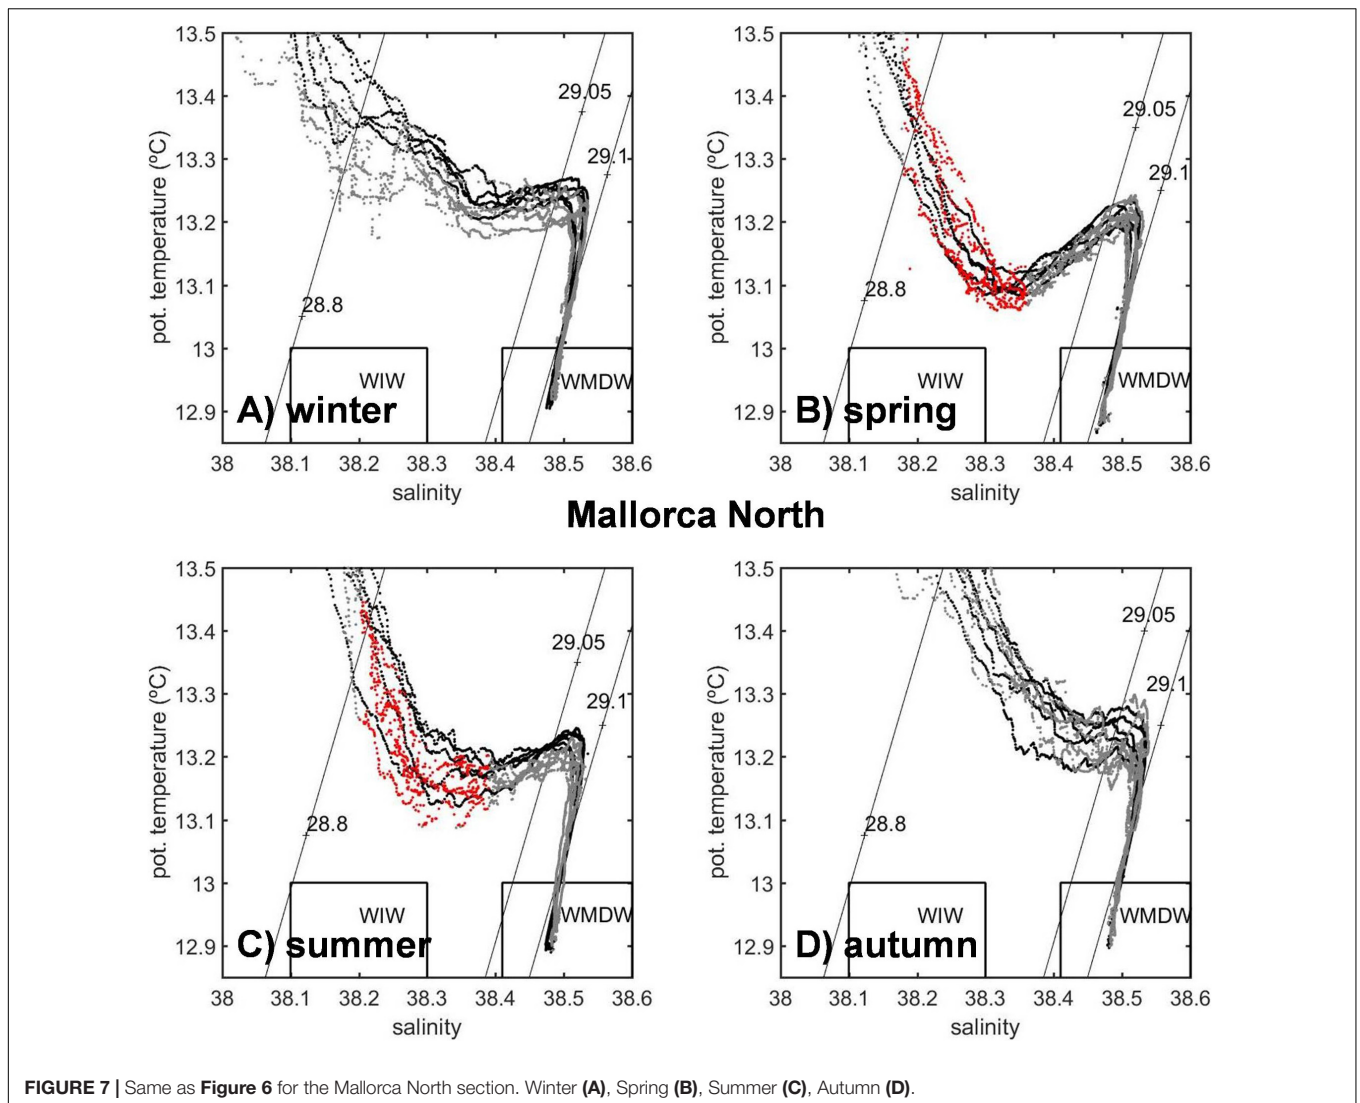 13.5
13.4
13.3
13.2
13.1
13
12.9
pot. temperature (ºC)
29.05
29.1
28.8
WIW
WMDW
A) winter
38 38.1 38.2 38.3 38.4 38.5 38.6
salinity
13.5
13.4
13.3
13.2
13.1
13
12.9
pot. temperature (ºC)
29.05
29.1
28.8
WIW
WMDW
B) spring
38 38.1 38.2 38.3 38.4 38.5 38.6
salinity
Mallorca North
13.5
13.4
13.3
13.2
13.1
13
12.9
pot. temperature (ºC)
29.05
29.1
28.8
WIW
WMDW
C) summer
38 38.1 38.2 38.3 38.4 38.5 38.6
salinity
13.5
13.4
13.3
13.2
13.1
13
12.9
pot. temperature (ºC)
29.05
29.1
28.8
WIW
WMDW
D) autumn
38 38.1 38.2 38.3 38.4 38.5 38.6
salinity
FIGURE 7 | Same as Figure 6 for the Mallorca North section. Winter (A), Spring (B), Summer (C), Autumn (D).